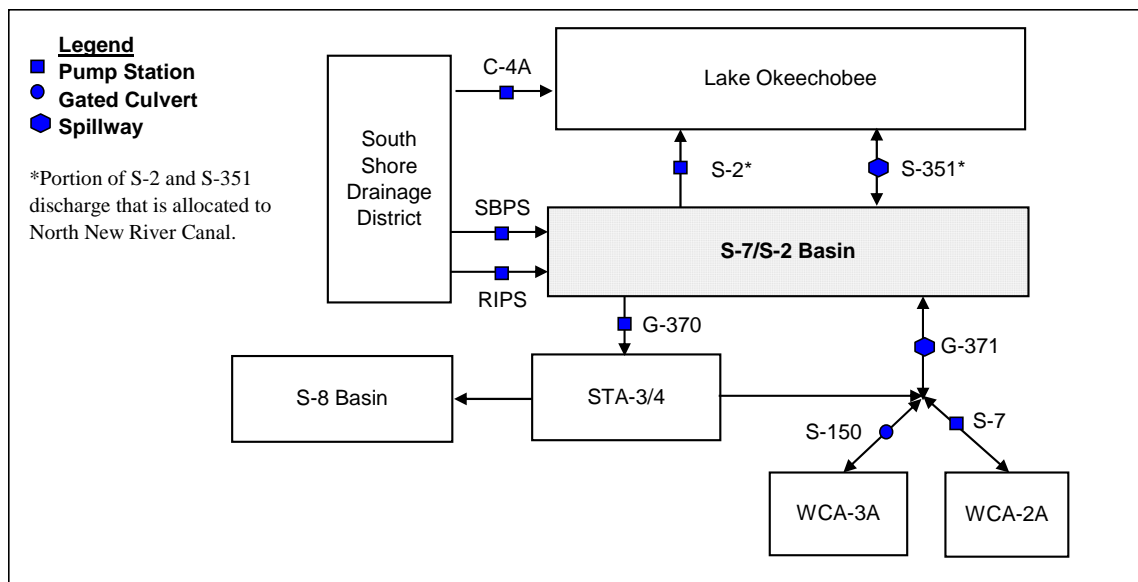 Legend
Pump Station
Gated Culvert
Spillway
*Portion of S-2 and S-351
discharge that is allocated to
North New River Canal.
C-4A
Lake Okeechobee
South
Shore
Drainage
District
S-2*
S-351*
SBPS
S-7/S-2 Basin
RIPS
G-370
G-371
S-8 Basin
STA-3/4
S-150
S-7
WCA-3A
WCA-2A